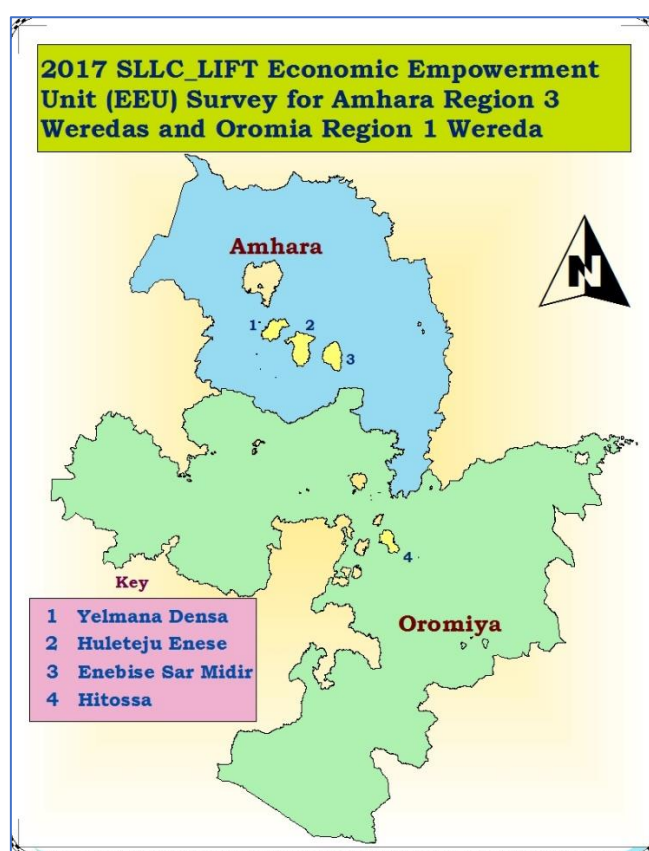 2017 SLLC_LIFT Economic Empowerment
Unit (EEU) Survey for Amhara Region 3
Weredas and Oromia Region 1 Wereda
Amhara
N
1
2
3
4
Oromiya
Key
1 Yelmana Densa
2 Huleteju Enese
3 Enebise Sar Midir
4 Hitossa